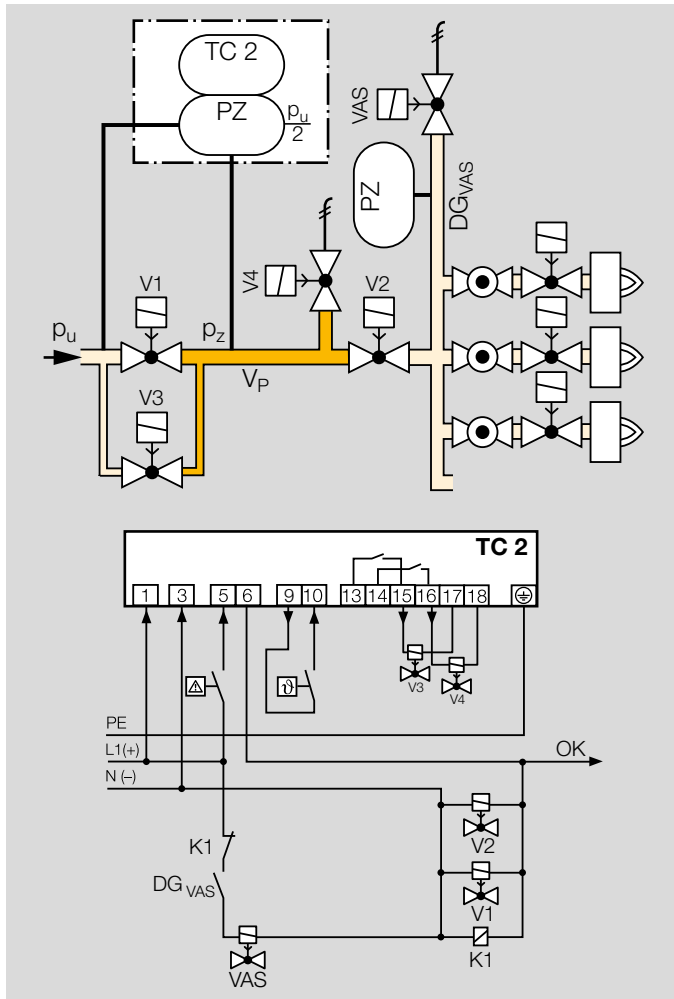 TC 2
PZ
pu
2
VAS
PZ
DGVAS
V4
V1
V2
pu
pz
VP
V3
TC 2
1 3 5 6 9 10 13 14 15 16 17 18
ϑ
V3
V4
PE
L1(+)
OK
N (–)
V2
K1
DG VAS
V1
VAS
K1